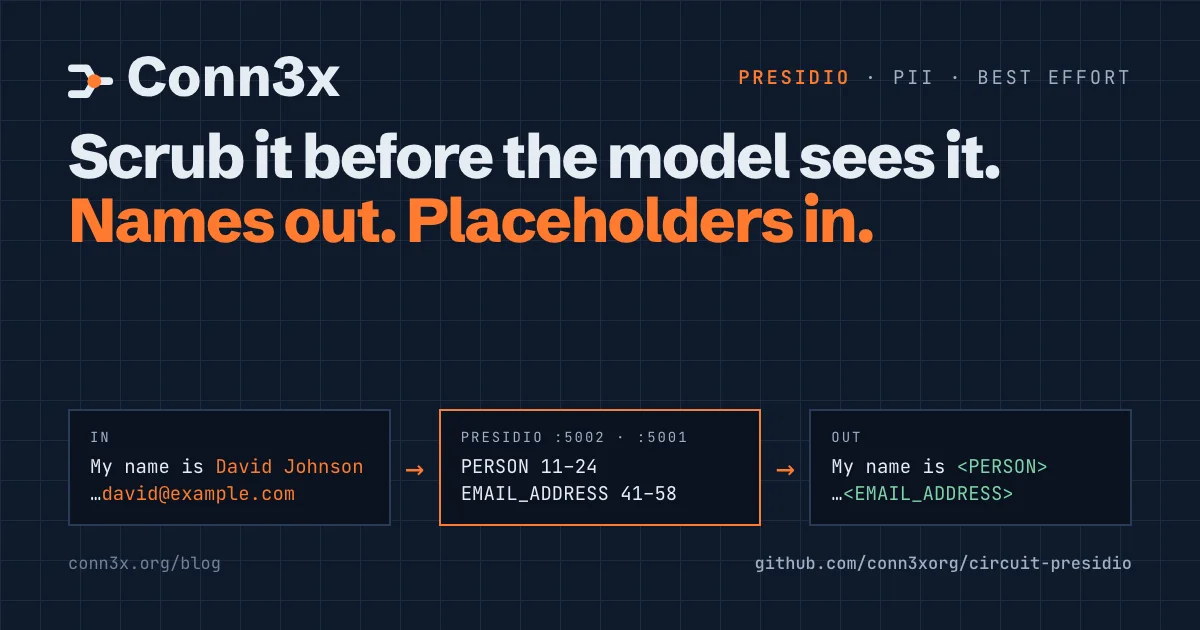 Conn3x
PRESIDIO · PII · BEST EFFORT
Scrub it before the model sees it.
Names out. Placeholders in.
IN
My name is David Johnson
…david@example.com
→
PRESIDIO :5002 · :5001
PERSON 11–24
EMAIL_ADDRESS 41–58
→
OUT
My name is <PERSON>
…<EMAIL_ADDRESS>
conn3x.org/blog
github.com/conn3xorg/circuit-presidio